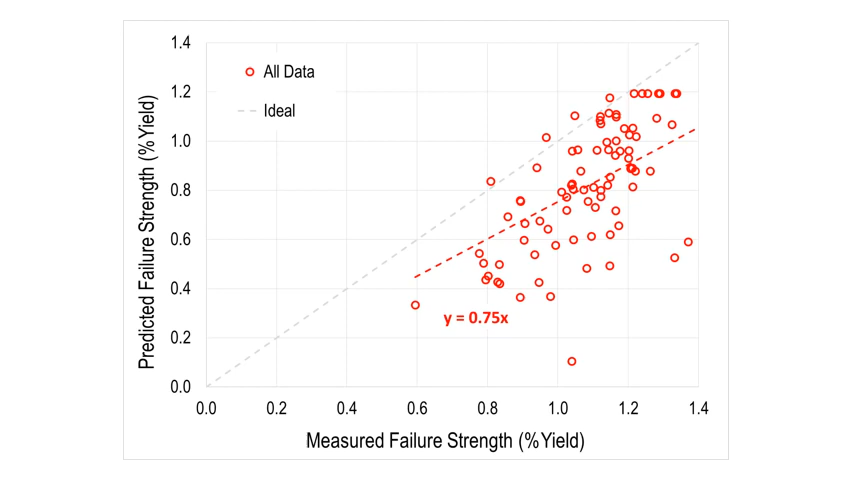 1.4
1.2
1.0
0.8
0.6
0.4
0.2
0.0
Predicted Failure Strength (%Yield)
All Data
Ideal
y = 0.75x
0.0 0.2 0.4 0.6 0.8 1.0 1.2 1.4
Measured Failure Strength (%Yield)